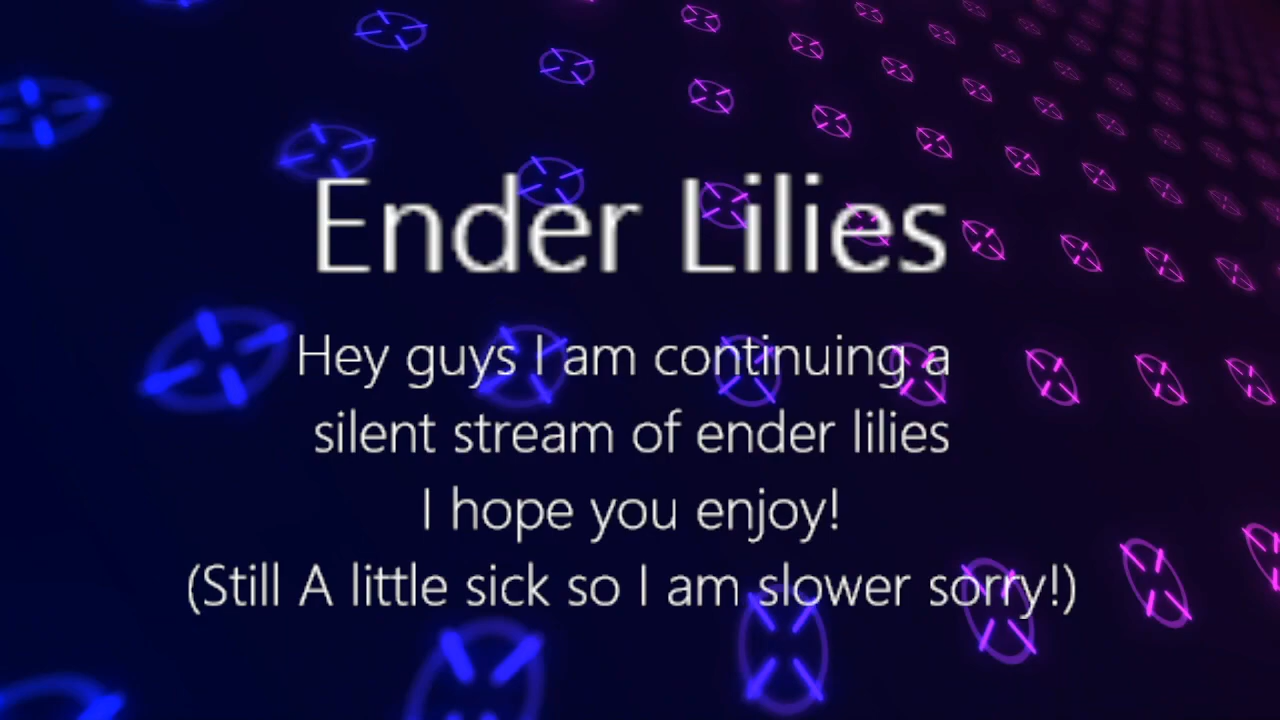 Ender Lilies
Hey guys I am continuing a
silent stream of ender lilies
I hope you enjoy!
(Still A little sick so I am slower sorry!)